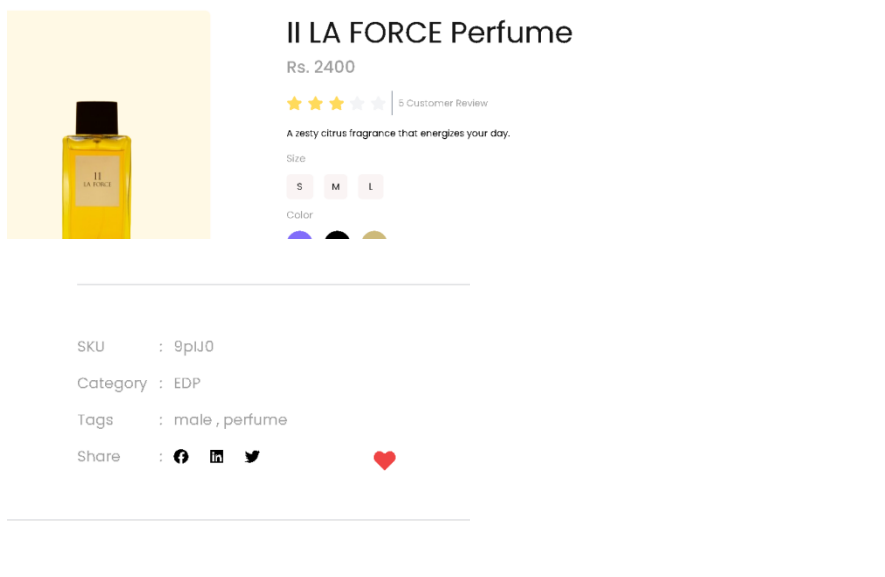 II LA FORCE Perfume
Rs. 2400
5 Customer Review
A zesty citrus fragrance that energizes your day.
Size
S M L
Color
II
LA FORCE
SKU : 9pIJ0
Category : EDP
Tags : male , perfume
Share :